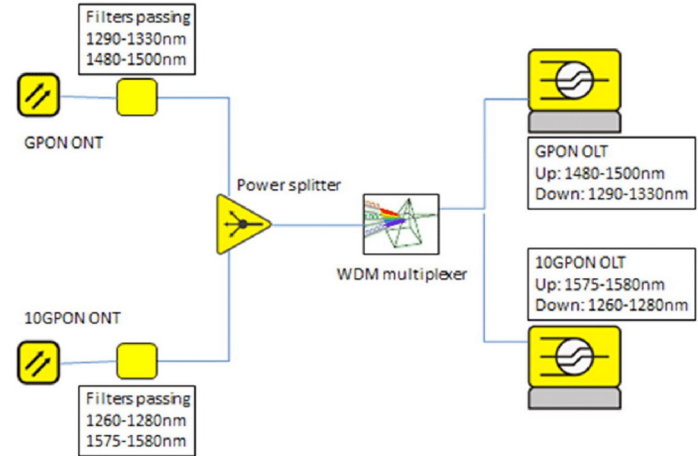 Filters passing
1290-1330nm
1480-1500nm
GPON ONT
Power splitter
WDM multiplexer
GPON OLT
Up: 1480-1500nm
Down: 1290-1330nm
10GPON OLT
Up: 1575-1580nm
Down: 1260-1280nm
10GPON ONT
Filters passing
1260-1280nm
1575-1580nm